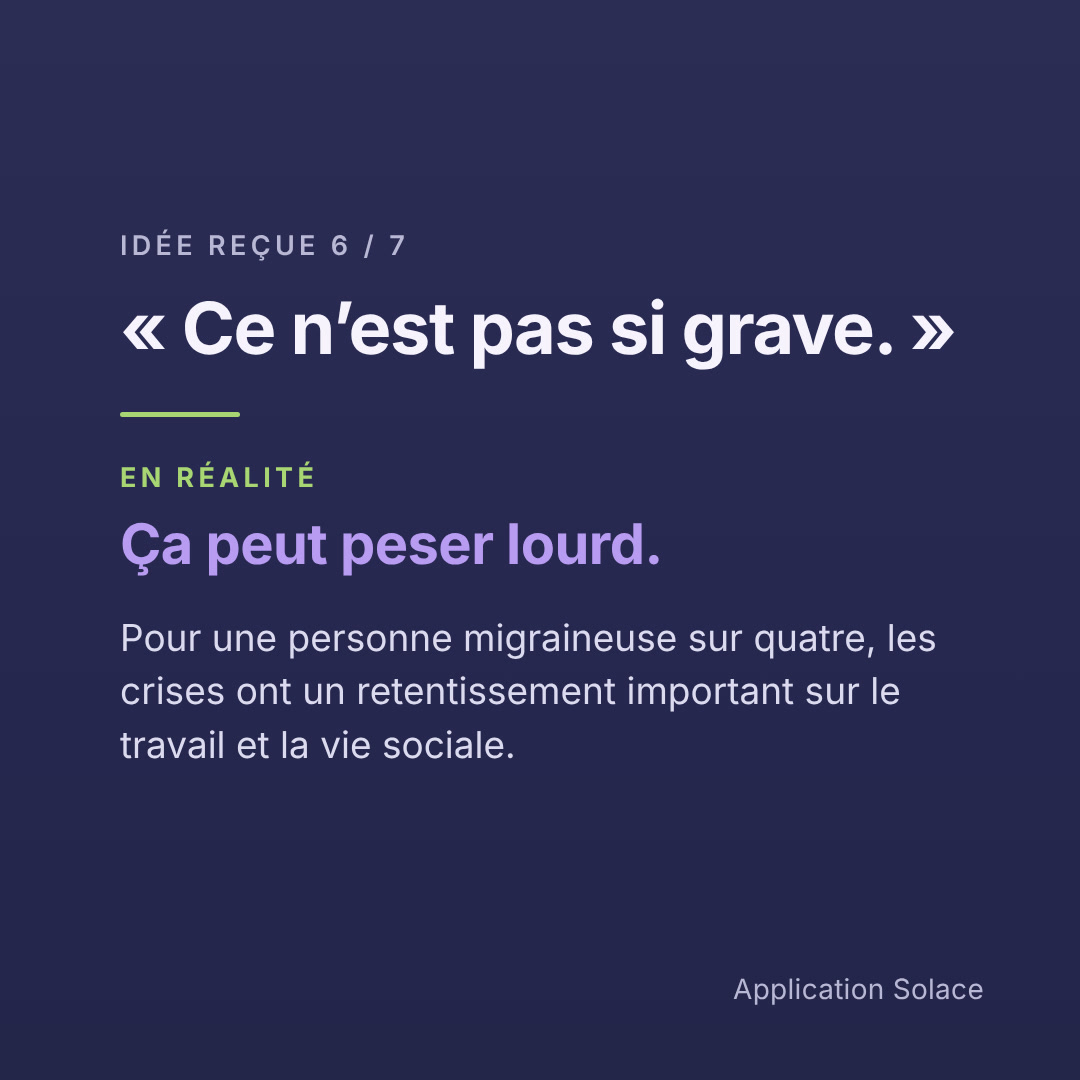 IDÉE REÇUE 6 / 7
« Ce n’est pas si grave. »
EN RÉALITÉ
Ça peut peser lourd.
Pour une personne migraineuse sur quatre, les
crises ont un retentissement important sur le
travail et la vie sociale.
Application Solace